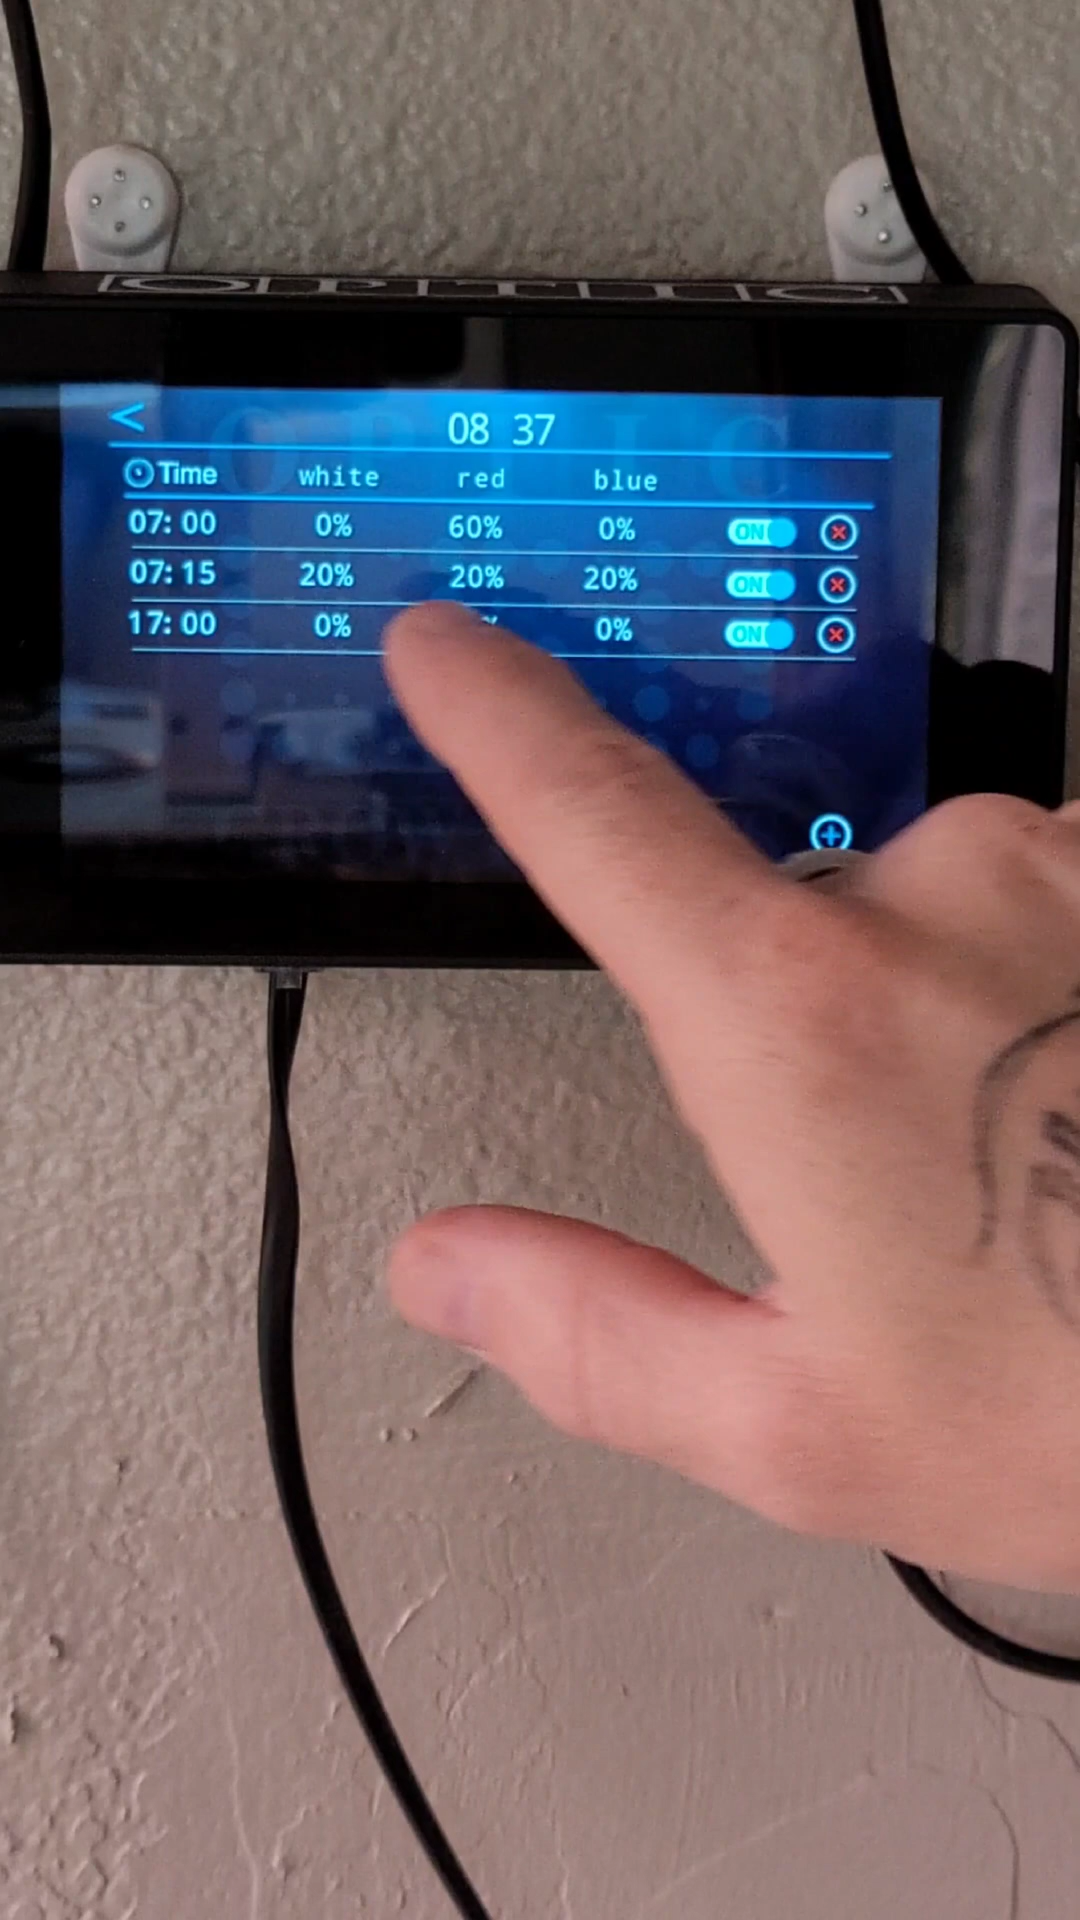 OPTIC
<
08 37
Time white red blue
07:00 0% 60% 0% ON
07:15 20% 20% 20% ON
17:00 0% % 0% ON